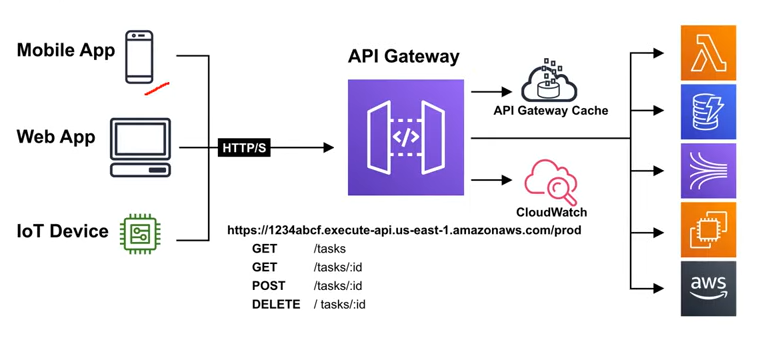 Mobile App
Web App
IoT Device
HTTP/S
API Gateway
</>
API Gateway Cache
CloudWatch
https://1234abcf.execute-api.us-east-1.amazonaws.com/prod
GET /tasks
GET /tasks/:id
POST /tasks/:id
DELETE / tasks/:id
aws